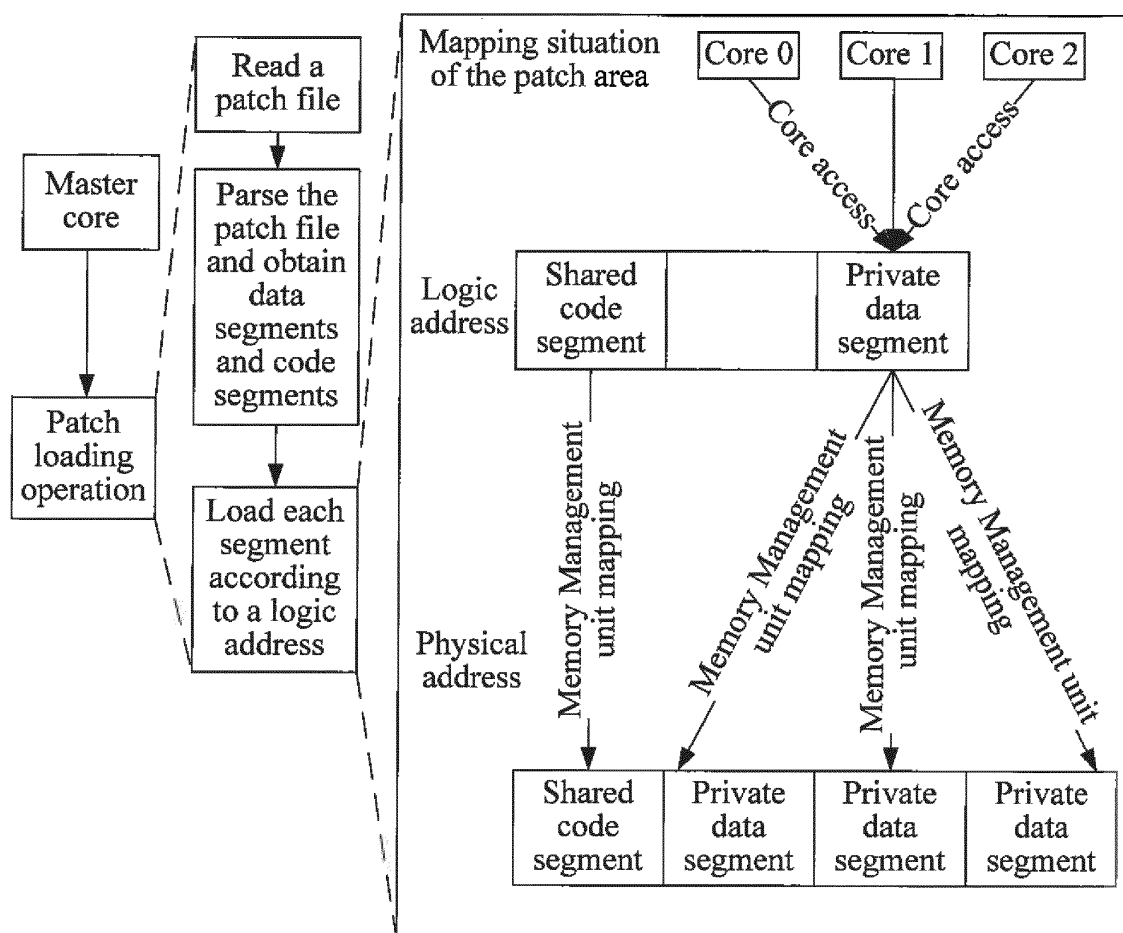 Master
core
Patch
loading
operation
Read a
patch file
Parse the
patch file
and obtain
data
segments
and code
segments
Load each
segment
according
to a logic
address
Mapping situation
of the patch area
Core 0
Core 1
Core 2
Core access
Core access
Logic
address
Shared
code
segment
Private
data
segment
Memory Management
unit mapping
Memory Management
unit mapping
Memory Management
unit mapping
Memory Management unit
mapping
Physical
address
Shared
code
segment
Private
data
segment
Private
data
segment
Private
data
segment